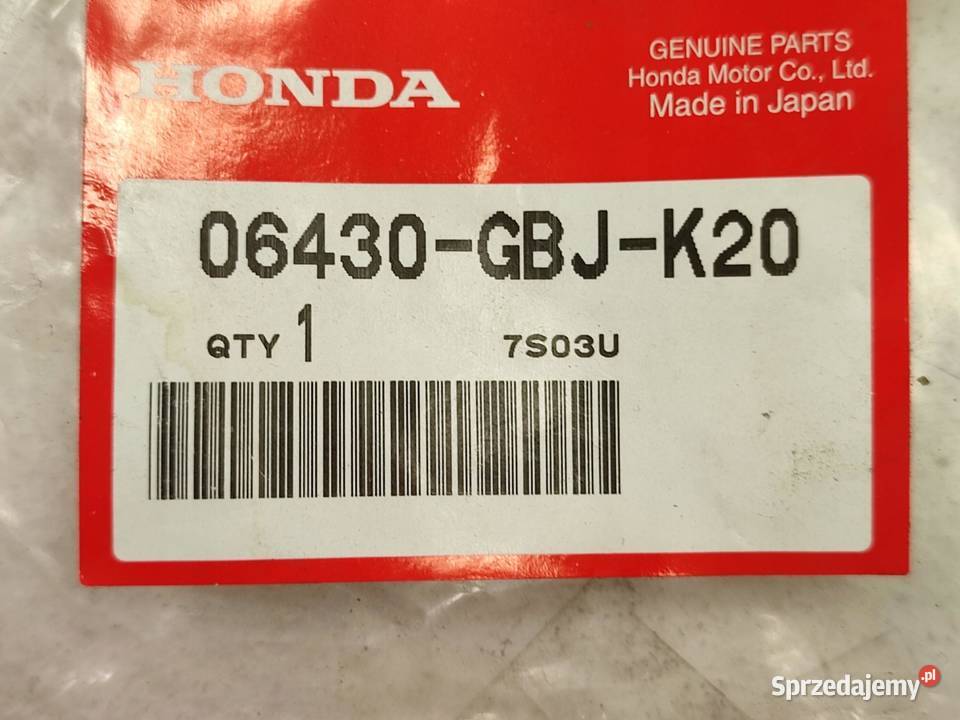 HONDA
GENUINE PARTS
Honda Motor Co., Ltd.
Made in Japan
06430-GBJ-K20
QTY 1 7S03U
Sprzedajemy.pl